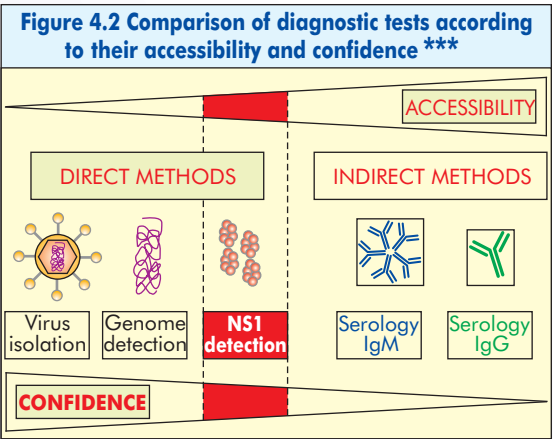 Figure 4.2 Comparison of diagnostic tests according
to their accessibility and confidence ***
ACCESSIBILITY
DIRECT METHODS
INDIRECT METHODS
Virus
isolation
Genome
detection
NS1
detection
Serology
IgM
Serology
IgG
CONFIDENCE